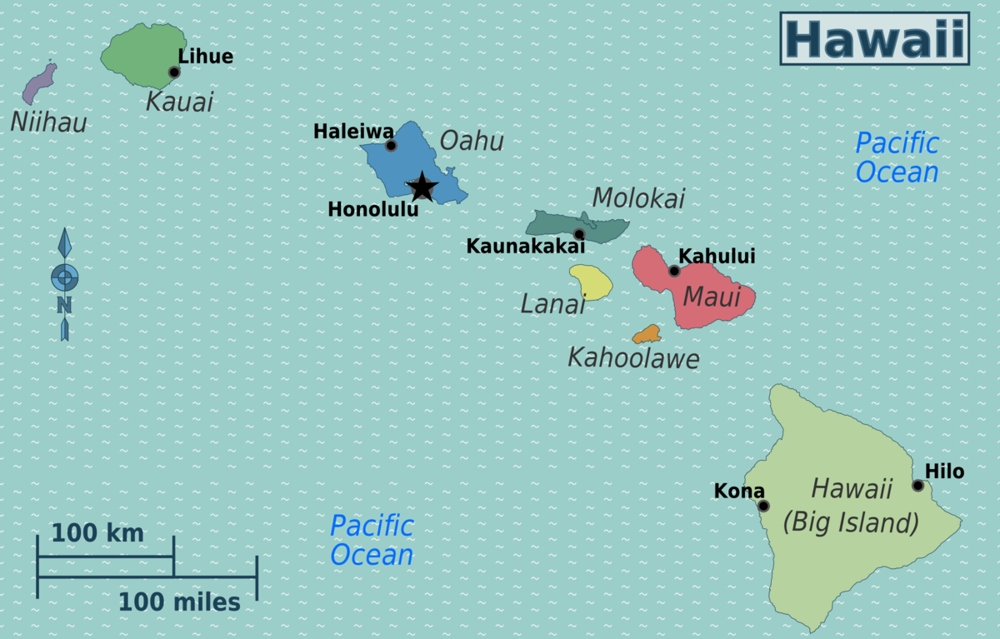 Hawaii
Lihue
Kauai
Niihau
Haleiwa
Oahu
Pacific
Ocean
Honolulu
Molokai
Kaunakakai
Kahului
Lanai
Maui
N
Kahoolawe
Hilo
Kona
Hawaii
(Big Island)
Pacific
Ocean
100 km
100 miles